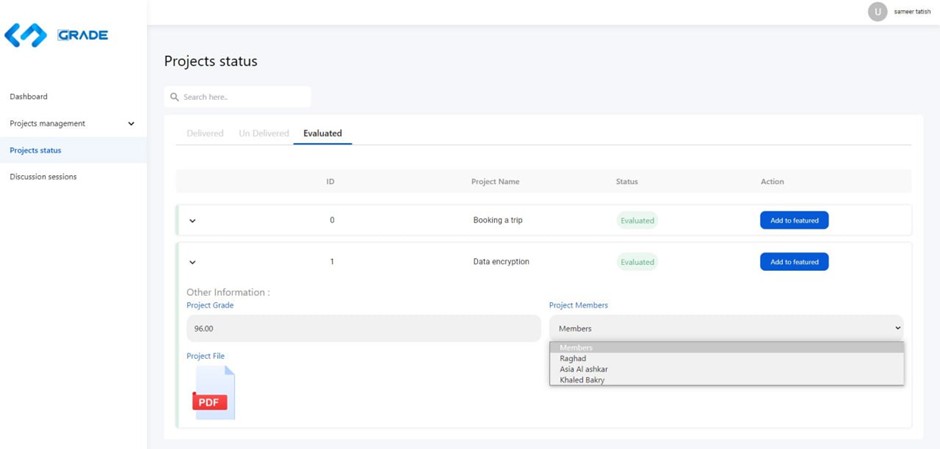 U sameer tatish
GRADE
Projects status
Search here..
Dashboard
Projects management
Projects status
Discussion sessions
Delivered Un Delivered Evaluated
ID Project Name Status Action
0 Booking a trip Evaluated Add to featured
1 Data encryption Evaluated Add to featured
Other Information :
Project Grade Project Members
96.00 Members
Members
Raghad
Asia Al ashkar
Khaled Bakry
Project File
PDF